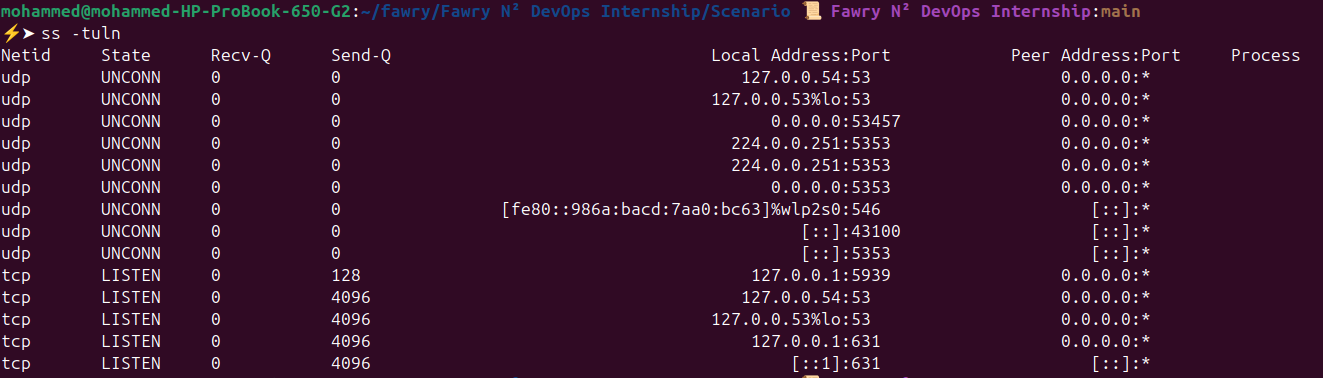 mohammed@mohammed-HP-ProBook-650-G2:~/fawry/Fawry N² DevOps Internship/Scenario 📜 Fawry N² DevOps Internship:main
⚡➤ ss -tuln
Netid State Recv-Q Send-Q Local Address:Port Peer Address:Port Process
udp UNCONN 0 0 127.0.0.54:53 0.0.0.0:*
udp UNCONN 0 0 127.0.0.53%lo:53 0.0.0.0:*
udp UNCONN 0 0 0.0.0.0:53457 0.0.0.0:*
udp UNCONN 0 0 224.0.0.251:5353 0.0.0.0:*
udp UNCONN 0 0 224.0.0.251:5353 0.0.0.0:*
udp UNCONN 0 0 0.0.0.0:5353 0.0.0.0:*
udp UNCONN 0 0 [fe80::986a:bacd:7aa0:bc63]%wlp2s0:546 [::]:*
udp UNCONN 0 0 [::]:43100 [::]:*
udp UNCONN 0 0 [::]:5353 [::]:*
tcp LISTEN 0 128 127.0.0.1:5939 0.0.0.0:*
tcp LISTEN 0 4096 127.0.0.54:53 0.0.0.0:*
tcp LISTEN 0 4096 127.0.0.53%lo:53 0.0.0.0:*
tcp LISTEN 0 4096 127.0.0.1:631 0.0.0.0:*
tcp LISTEN 0 4096 [::1]:631 [::]:*